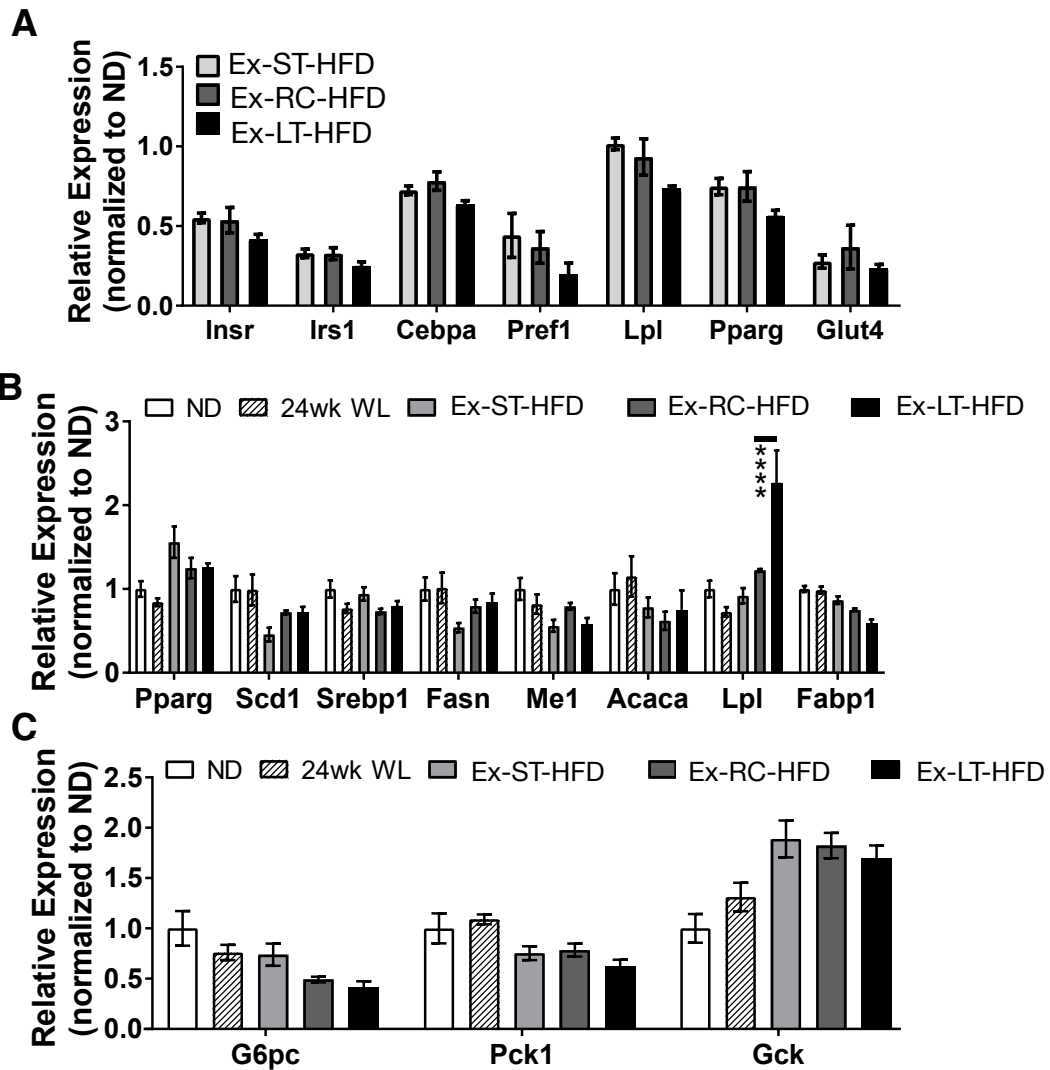 A
Relative Expression
(normalized to ND)
1.5
1.0
0.5
0.0
Ex-ST-HFD
Ex-RC-HFD
Ex-LT-HFD
Insr Irs1 Cebpa Pref1 Lpl Pparg Glut4
B
Relative Expression
(normalized to ND)
ND 24wk WL Ex-ST-HFD Ex-RC-HFD Ex-LT-HFD
3
2
1
0
****
Pparg Scd1 Srebp1 Fasn Me1 Acaca Lpl Fabp1
C
Relative Expression
(normalized to ND)
ND 24wk WL Ex-ST-HFD Ex-RC-HFD Ex-LT-HFD
2.5
2.0
1.5
1.0
0.5
0.0
G6pc Pck1 Gck